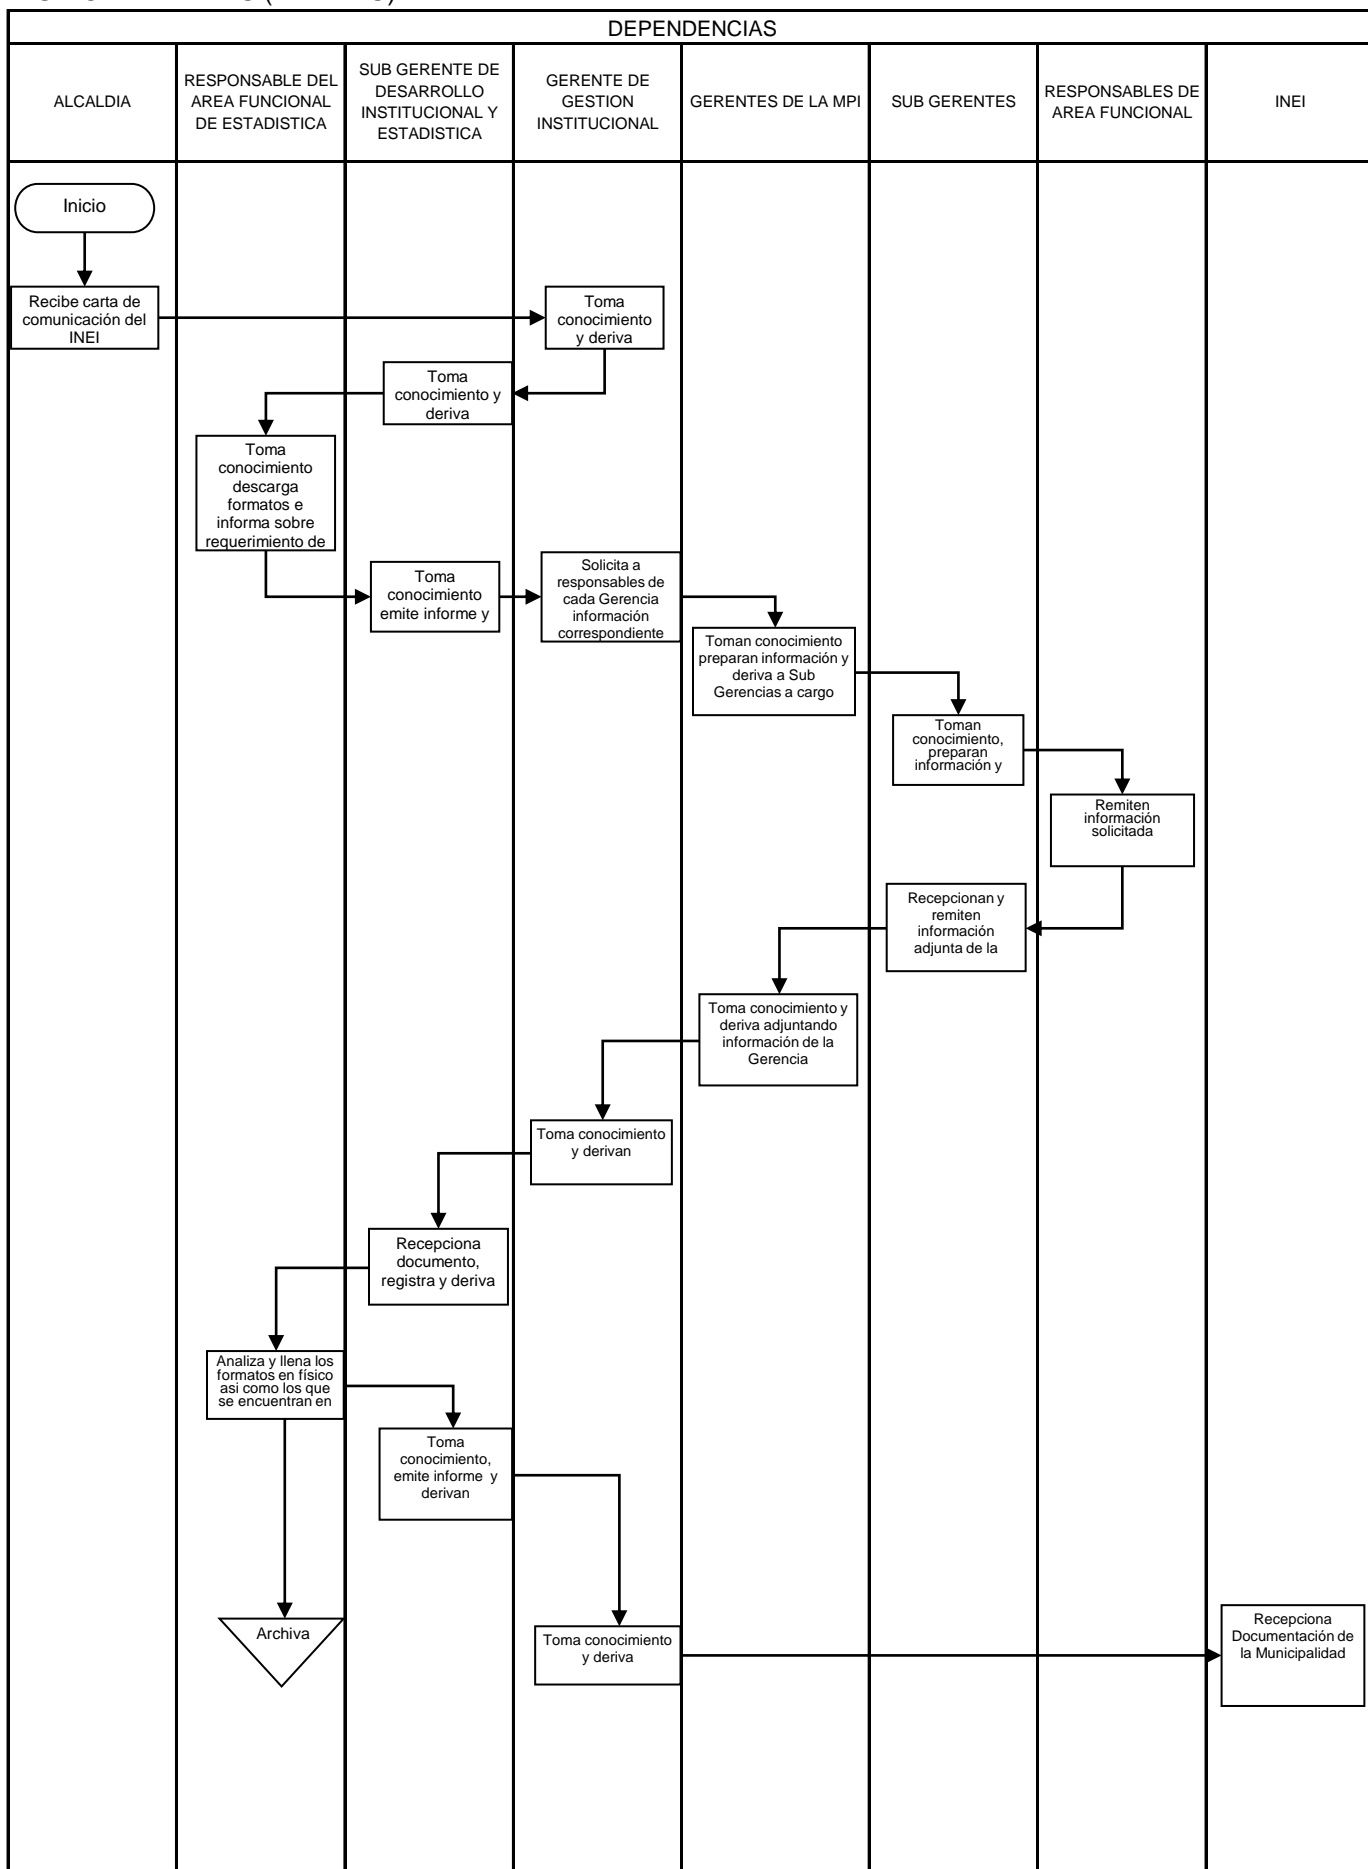 DEPENDENCIAS
ALCALDIA
RESPONSABLE DEL
AREA FUNCIONAL
DE ESTADISTICA
SUB GERENTE DE
DESARROLLO
INSTITUCIONAL Y
ESTADISTICA
GERENTE DE
GESTION
INSTITUCIONAL
GERENTES DE LA MPI
SUB GERENTES
RESPONSABLES DE
AREA FUNCIONAL
INEI
Inicio
Recibe carta de
comunicación del
INEI
Toma
conocimiento
y deriva
Toma
conocimiento y
deriva
Toma
conocimiento
descarga
formatos e
informa sobre
requerimiento de
Toma
conocimiento
emite informe y
Solicita a
responsables de
cada Gerencia
información
correspondiente
Toman conocimiento
preparan información y
deriva a Sub
Gerencias a cargo
Toman
conocimiento,
preparan
información y
Remiten
información
solicitada
Recepcionan y
remiten
información
adjunta de la
Toma conocimiento y
deriva adjuntando
información de la
Gerencia
Toma conocimiento
y derivan
Recepciona
documento,
registra y deriva
Analiza y llena los
formatos en físico
asi como los que
se encuentran en
Toma
conocimiento,
emite informe y
derivan
Archiva
Toma conocimiento
y deriva
Recepciona
Documentación de
la Municipalidad